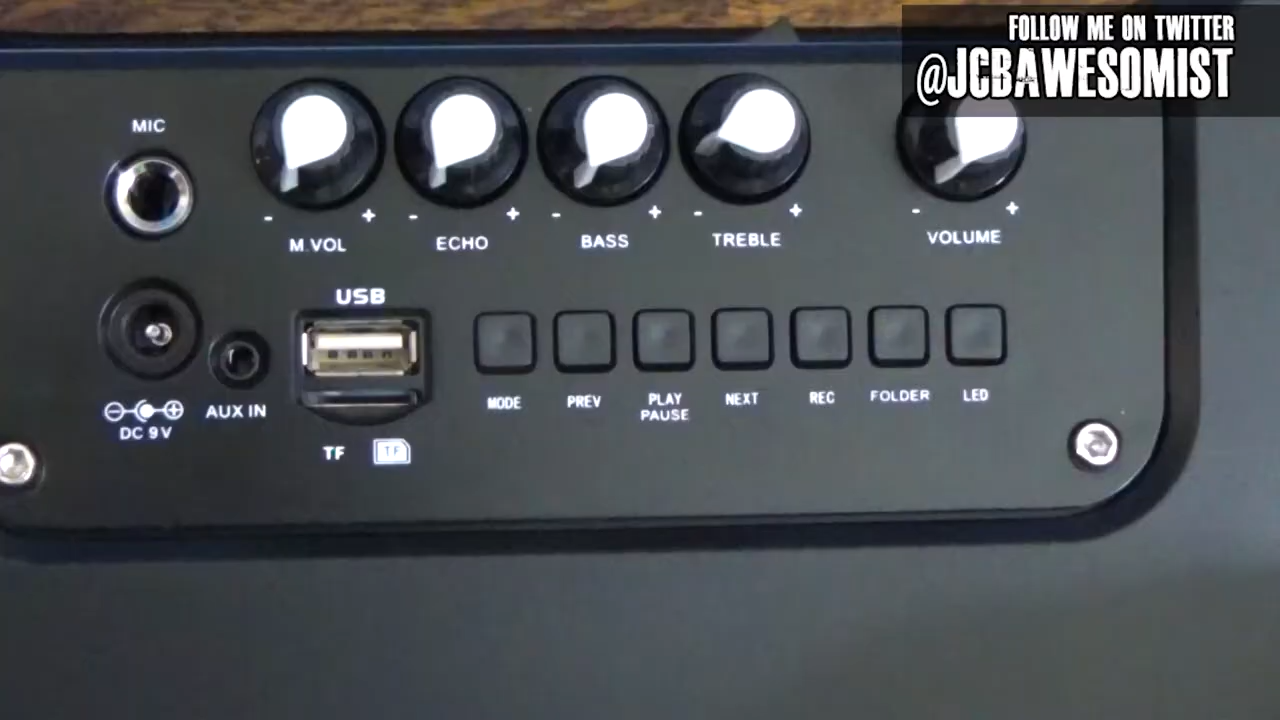 FOLLOW ME ON TWITTER
@JCBAWESOMIST
MIC
- +
M.VOL
- +
ECHO
- +
BASS
- +
TREBLE
- +
VOLUME
USB
DC 9V
AUX IN
TF
TF
MODE
PREV
PLAY
PAUSE
NEXT
REC
FOLDER
LED